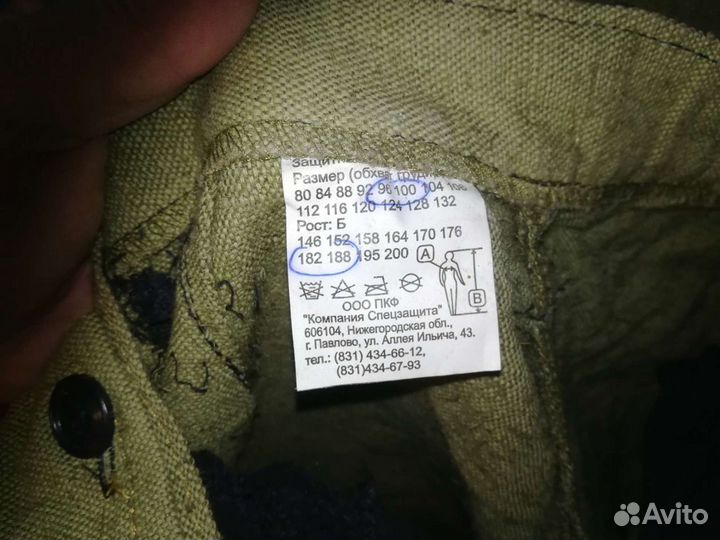 Размер (обхват груди
80 84 88 92 96 100 104 108
112 116 120 124 128 132
Рост: Б
146 152 158 164 170 176
182 188 195 200
A
B
ООО ПКФ
"Компания Спецзащита"
606104, Нижегородская обл.,
г. Павлово, ул. Аллея Ильича, 43.
тел.: (831) 434-66-12,
(831)434-67-93
Avito